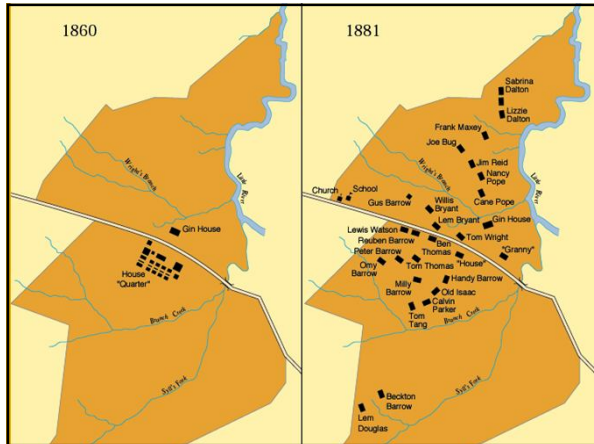 1860
Wright's Branch
Little River
Gin House
House
"Quarter"
Branch Creek
Syll's Fork
1881
Sabrina
Dalton
Lizzie
Dalton
Frank Maxey
Joe Bug
Jim Reid
Nancy
Pope
Wright's Branch
Little River
Church
School
Gus Barrow
Willis
Bryant
Cane Pope
Lem Bryant
Gin House
Lewis Watson
Reuben Barrow
Ben
Thomas
Tom Wright
"Granny"
Peter Barrow
Omy
Barrow
Tom Thomas
"House"
Handy Barrow
Milly
Barrow
Old Isaac
Calvin
Parker
Tom
Tang
Branch Creek
Syll's Fork
Beckton
Barrow
Lem
Douglas